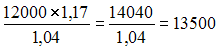 12000 × 1,17 / 1,04 = 14040 / 1,04 = 13500